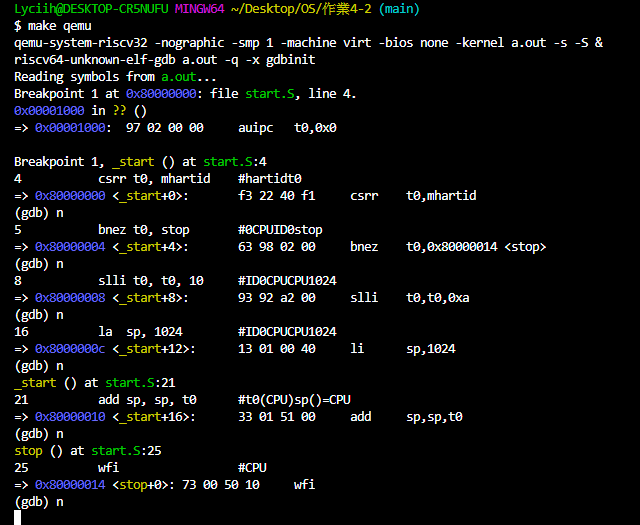 Lyciih@DESKTOP-CR5NUFU MINGW64 ~/Desktop/OS/作業4-2 (main)
$ make qemu
qemu-system-riscv32 -nographic -smp 1 -machine virt -bios none -kernel a.out -s -S &
riscv64-unknown-elf-gdb a.out -q -x gdbinit
Reading symbols from a.out...
Breakpoint 1 at 0x80000000: file start.S, line 4.
0x00001000 in ?? ()
=> 0x00001000: 97 02 00 00 auipc t0,0x0
Breakpoint 1, _start () at start.S:4
4 csrr t0, mhartid #hartidt0
=> 0x80000000 <_start+0>: f3 22 40 f1 csrr t0,mhartid
(gdb) n
5 bnez t0, stop #0CPUID0stop
=> 0x80000004 <_start+4>: 63 98 02 00 bnez t0,0x80000014 <stop>
(gdb) n
8 slli t0, t0, 10 #ID0CPUCPU1024
=> 0x80000008 <_start+8>: 93 92 a2 00 slli t0,t0,0xa
(gdb) n
16 la sp, 1024 #ID0CPUCPU1024
=> 0x8000000c <_start+12>: 13 01 00 40 li sp,1024
(gdb) n
_start () at start.S:21
21 add sp, sp, t0 #t0(CPU)sp()=CPU
=> 0x80000010 <_start+16>: 33 01 51 00 add sp,sp,t0
(gdb) n
stop () at start.S:25
25 wfi #CPU
=> 0x80000014 <stop+0>: 73 00 50 10 wfi
(gdb) n